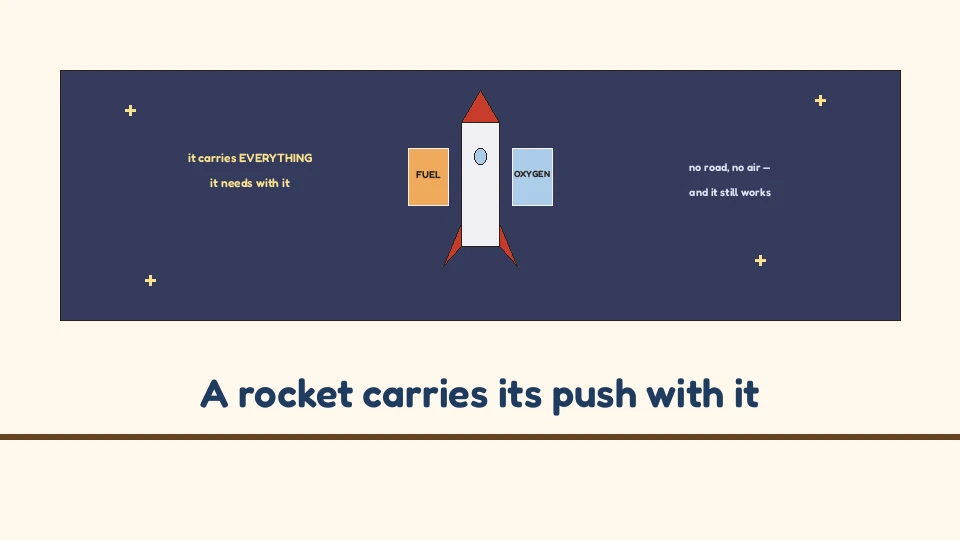 it carries EVERYTHING
it needs with it
FUEL
OXYGEN
no road, no air –
and it still works
A rocket carries its push with it